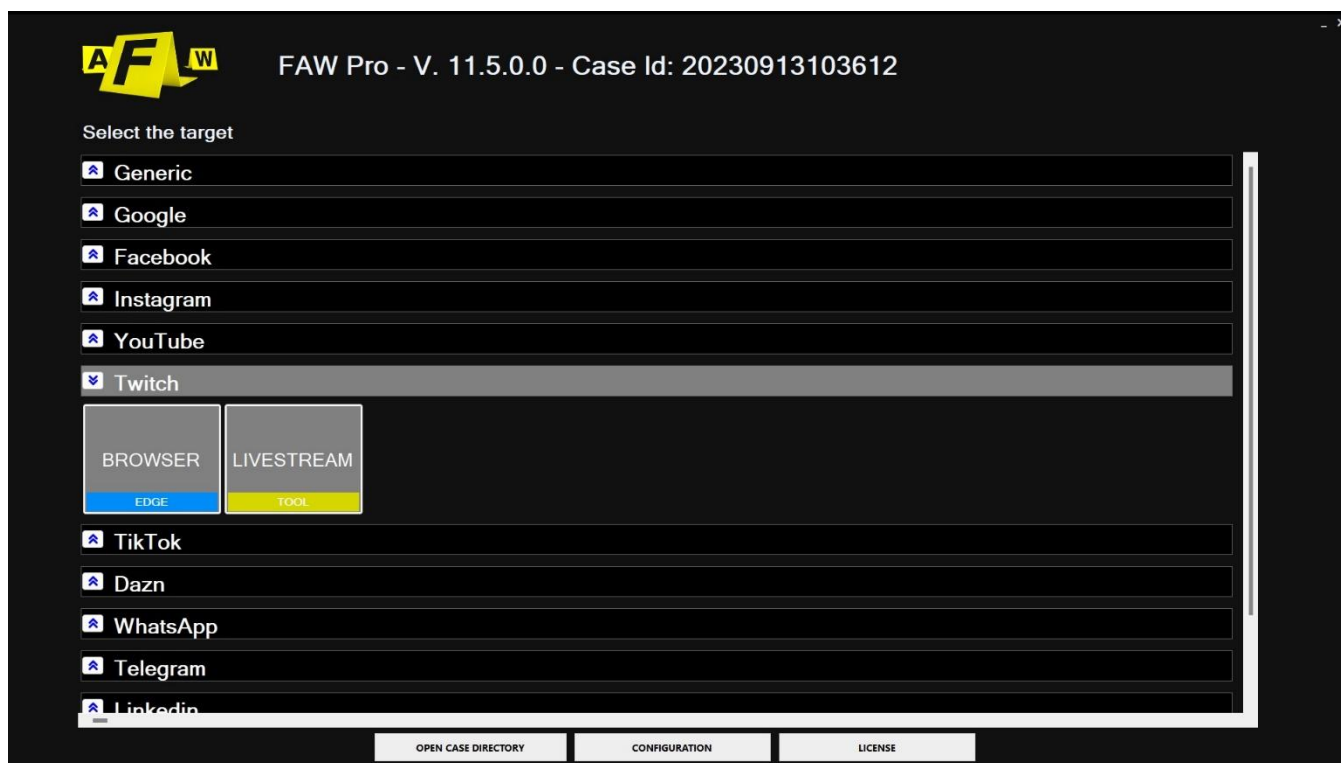 A F W
FAW Pro - V. 11.5.0.0 - Case Id: 20230913103612
Select the target
Generic
Google
Facebook
Instagram
YouTube
Twitch
BROWSER LIVESTREAM
EDGE TOOL
TikTok
Dazn
WhatsApp
Telegram
Linkedin
OPEN CASE DIRECTORY CONFIGURATION LICENSE